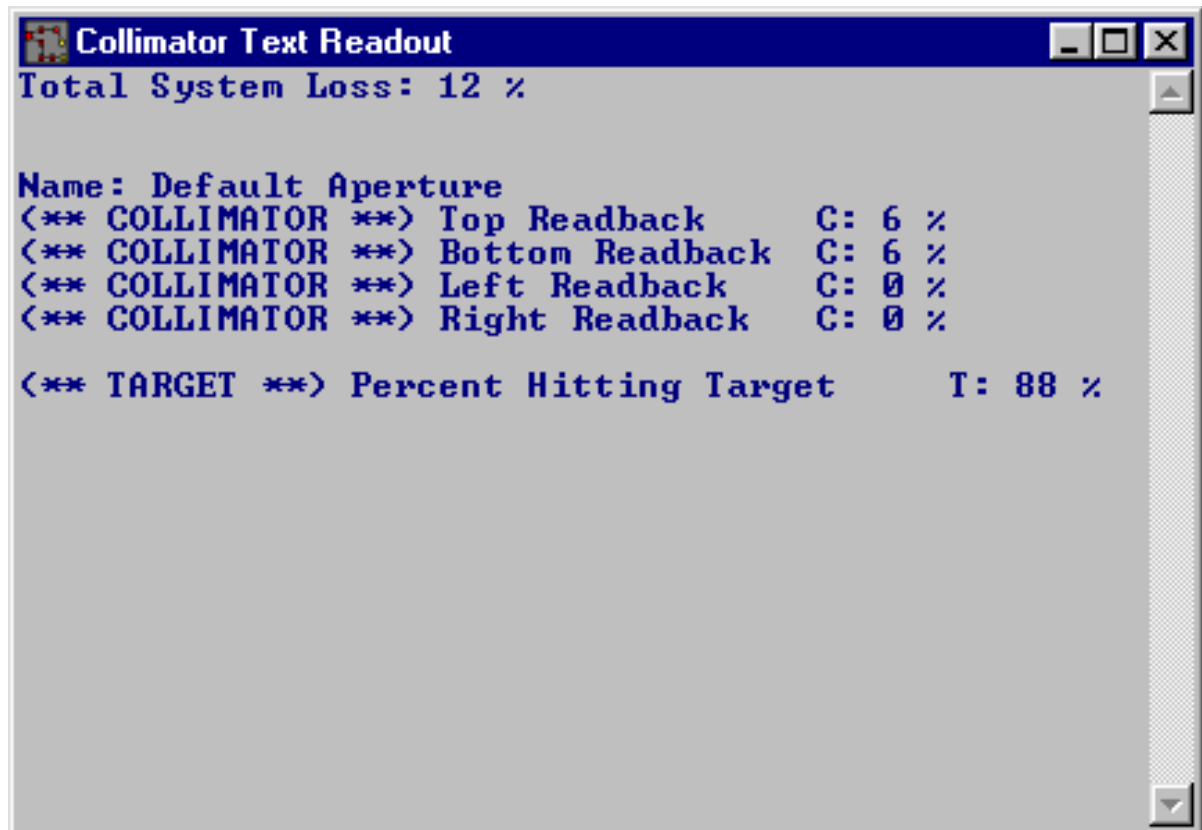 Collimator Text Readout
Total System Loss: 12 %
Name: Default Aperture
(** COLLIMATOR **) Top Readback C: 6 %
(** COLLIMATOR **) Bottom Readback C: 6 %
(** COLLIMATOR **) Left Readback C: 0 %
(** COLLIMATOR **) Right Readback C: 0 %
(** TARGET **) Percent Hitting Target T: 88 %